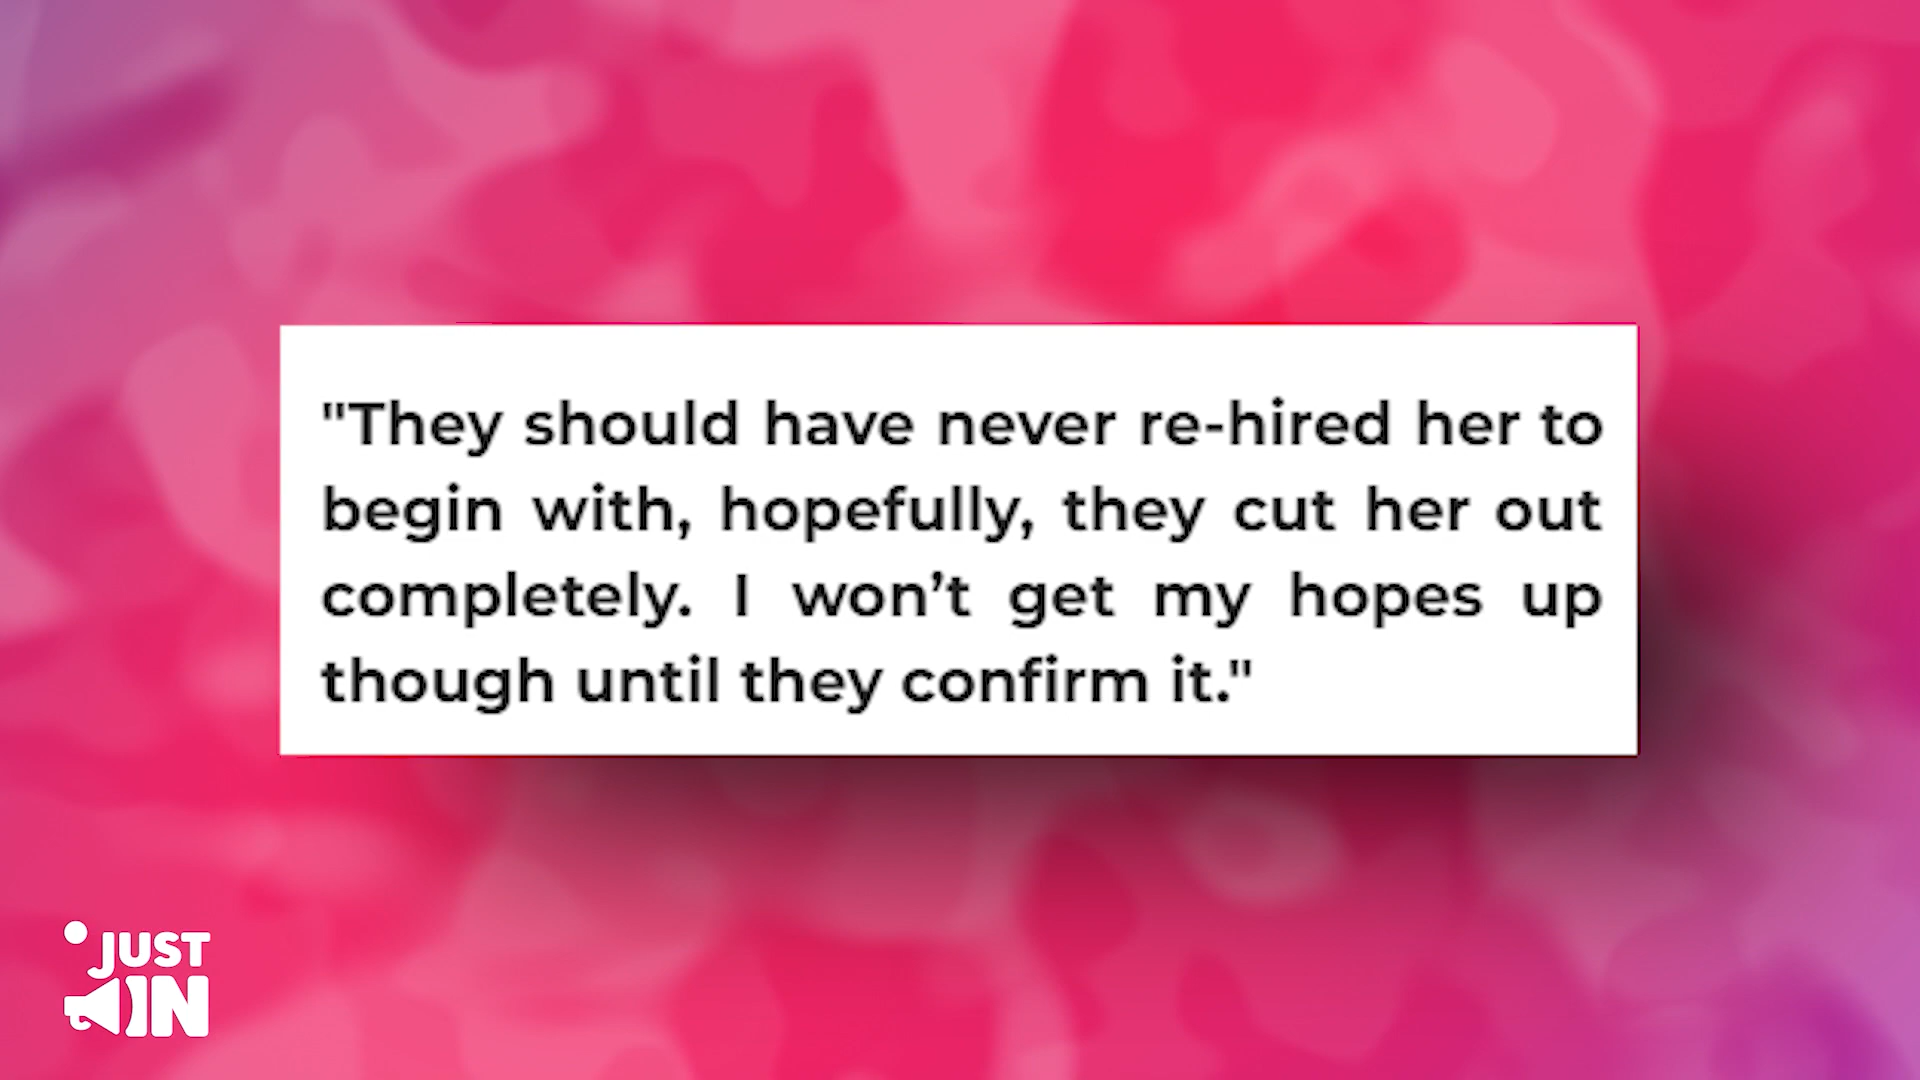 "They should have never re-hired her to
begin with, hopefully, they cut her out
completely. I won’t get my hopes up
though until they confirm it."
JUST
IN